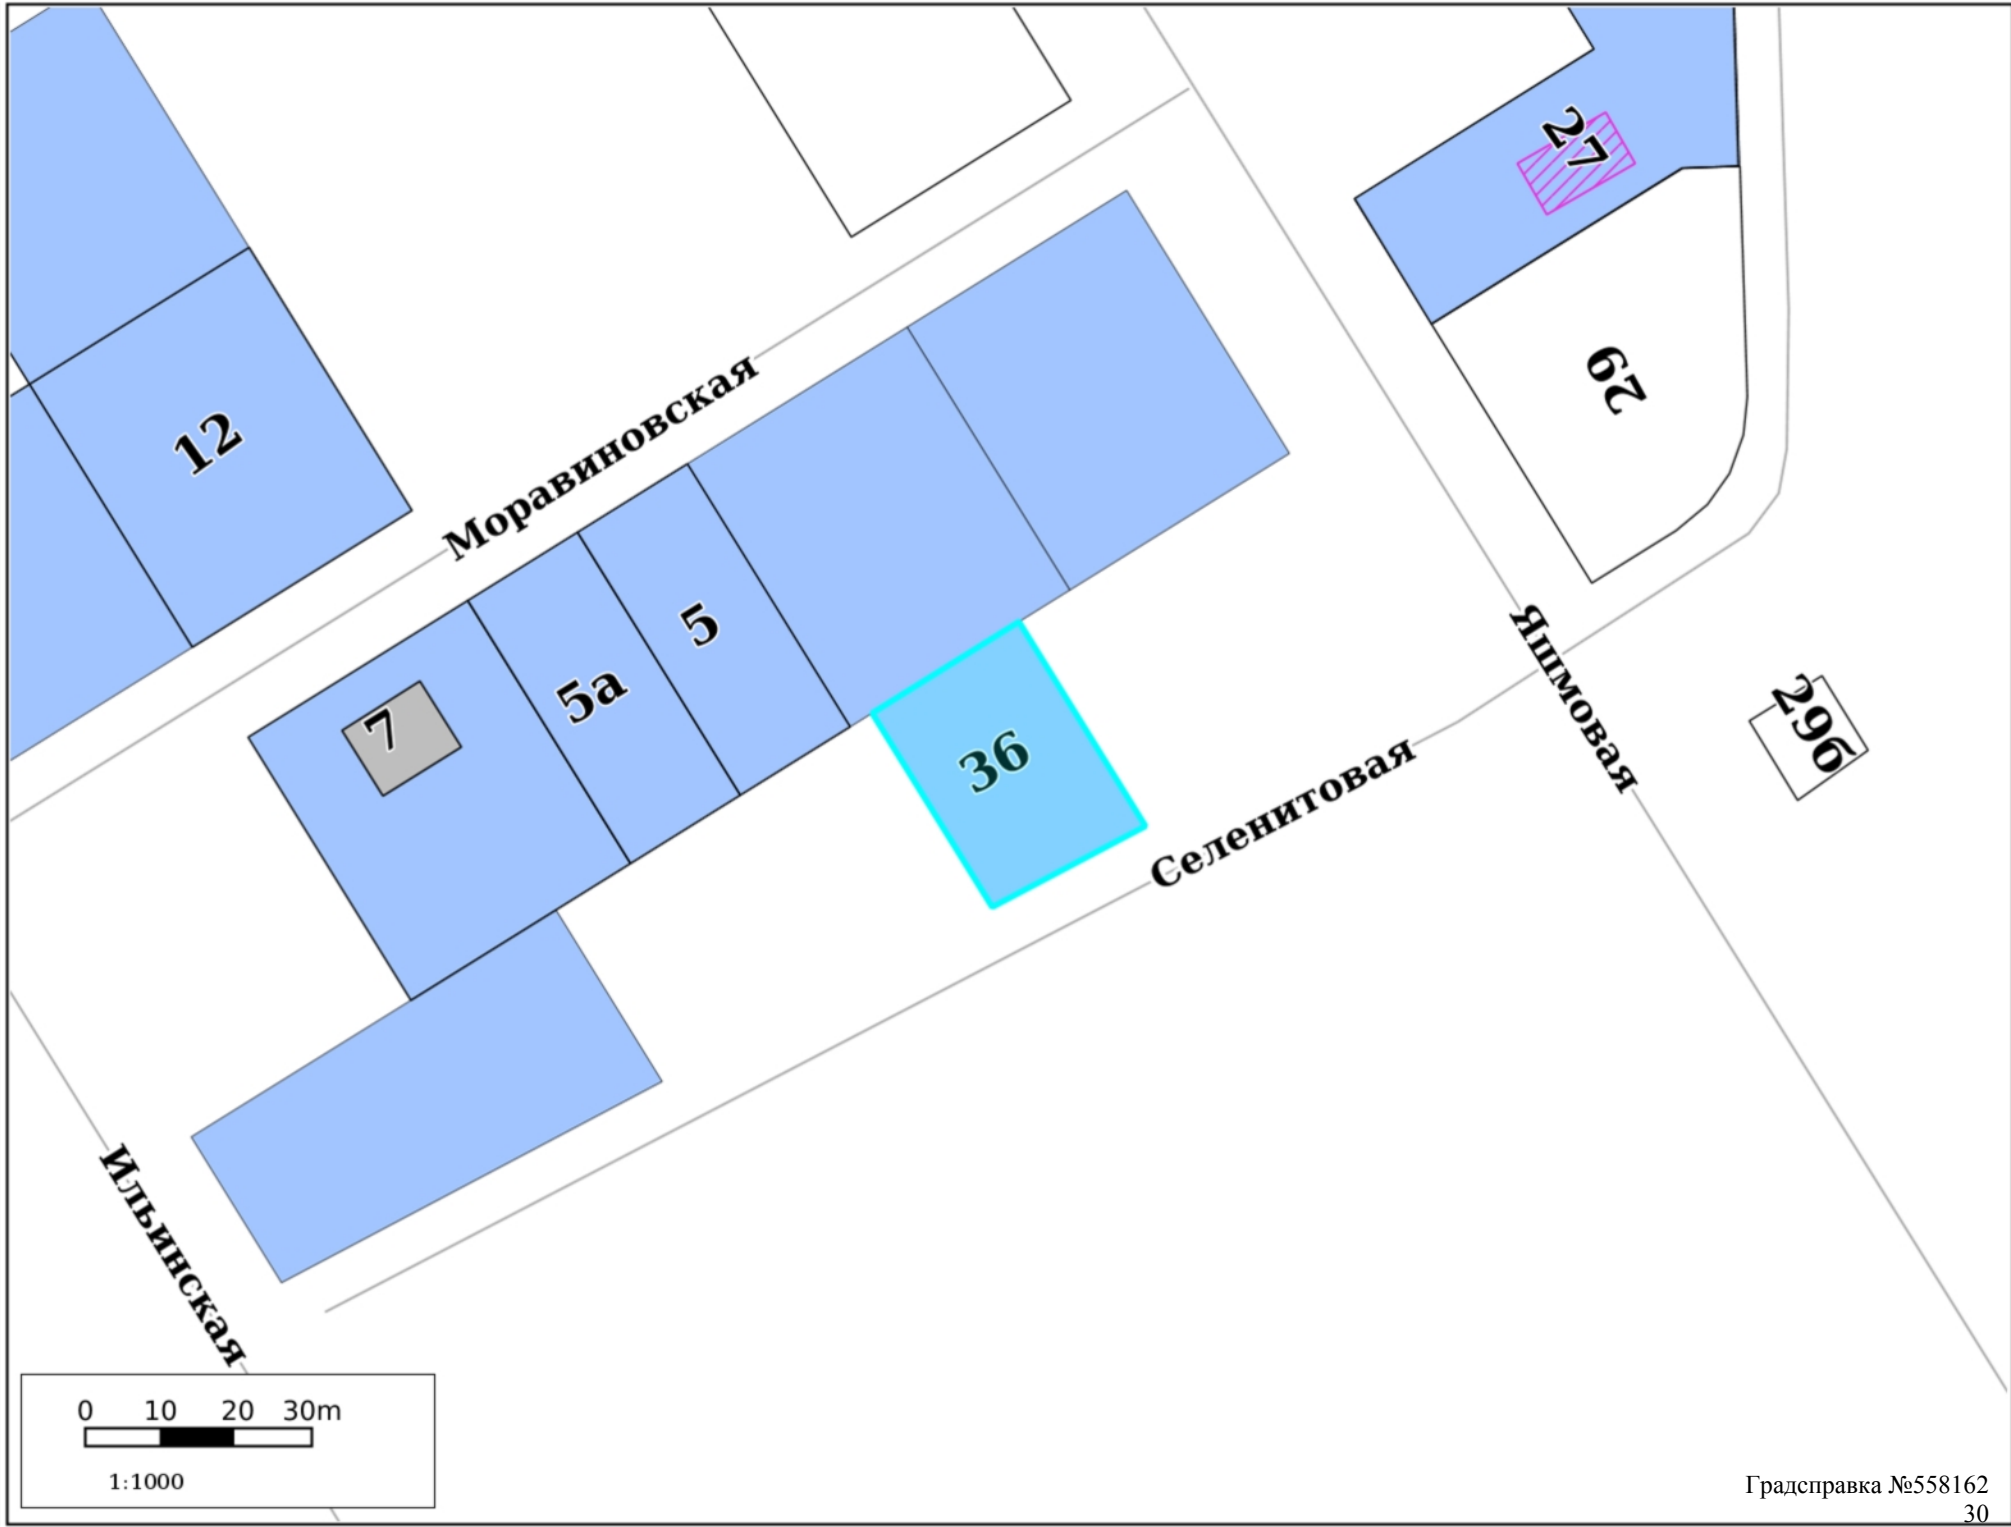 27
29
12
Моравиновская
5
5а
7
36
Яшмовая
29б
Селенитовая
Ильинская
0 10 20 30m
1:1000
Градсправка №558162
30